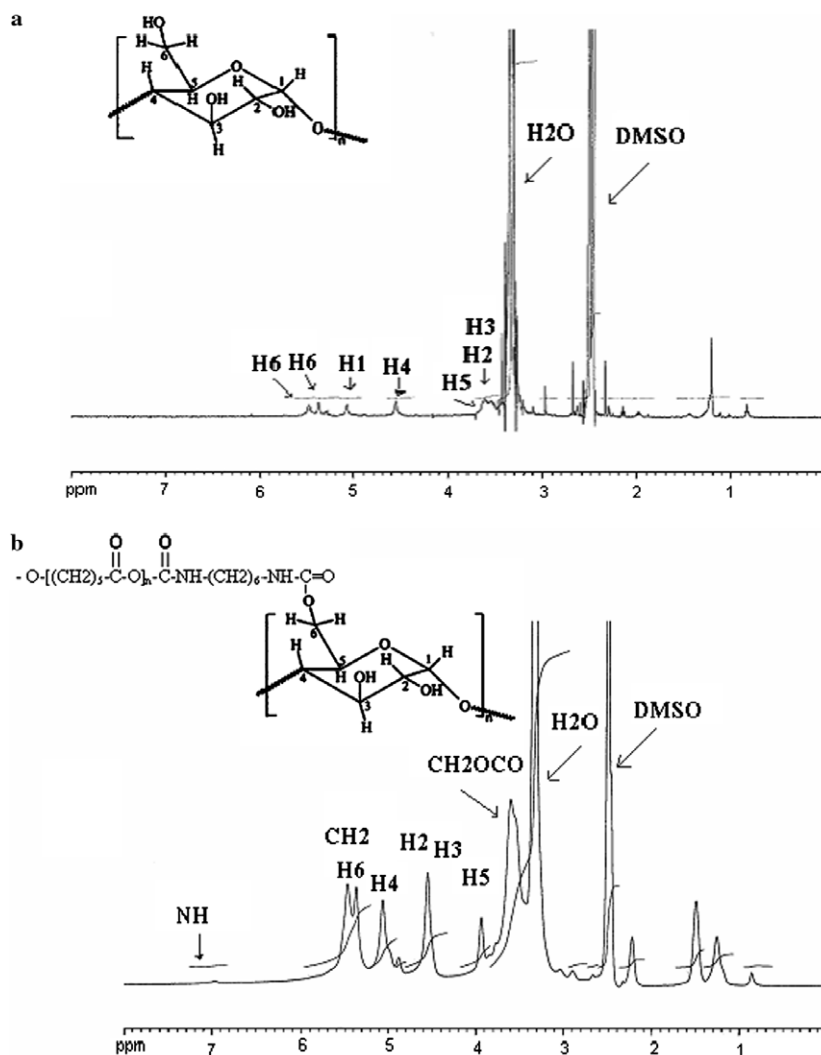 a
HO
H H
6
H O
5 H 1 H
4 H OH 2
OH
3 O
H n
H2O
DMSO
H3
H6 H6 H1 H4 H2
H5
ppm 7 6 5 4 3 2 1
b
O O
- O-[(CH2)5-C-O]n-C-NH-(CH2)6-NH-C=O
O
H H
6
H O
5 H 1 H
4 H OH 2
OH
3 O
H n
DMSO
H2O
CH2OCO
CH2
H2 H3
H6 H4 H5
NH
ppm 7 6 5 4 3 2 1